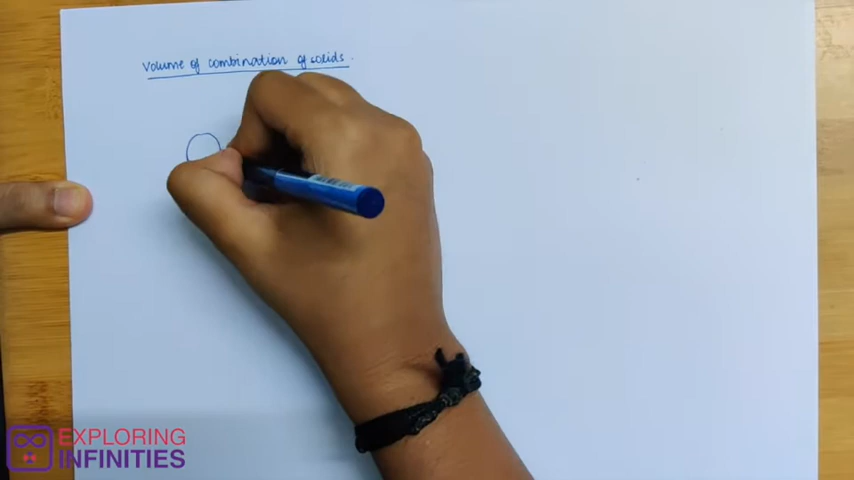 Volume of combination of solids.
EXPLORING
INFINITIES